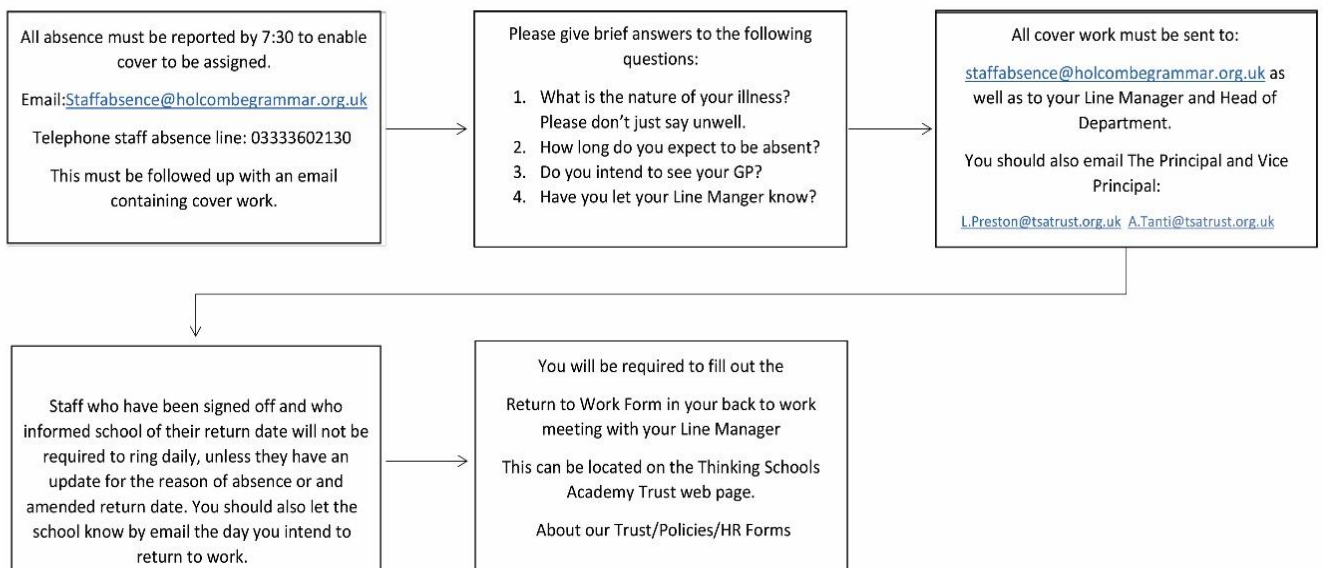 All absence must be reported by 7:30 to enable
cover to be assigned.
Email:Staffabsence@holcombegrammar.org.uk
Telephone staff absence line: 03333602130
This must be followed up with an email
containing cover work.
Please give brief answers to the following
questions:
1. What is the nature of your illness?
Please don't just say unwell.
2. How long do you expect to be absent?
3. Do you intend to see your GP?
4. Have you let your Line Manger know?
All cover work must be sent to:
staffabsence@holcombegrammar.org.uk as
well as to your Line Manager and Head of
Department.
You should also email The Principal and Vice
Principal:
L.Preston@tsatrust.org.uk A.Tanti@tsatrust.org.uk
Staff who have been signed off and who
informed school of their return date will not be
required to ring daily, unless they have an
update for the reason of absence or and
amended return date. You should also let the
school know by email the day you intend to
return to work.
You will be required to fill out the
Return to Work Form in your back to work
meeting with your Line Manager
This can be located on the Thinking Schools
Academy Trust web page.
About our Trust/Policies/HR Forms